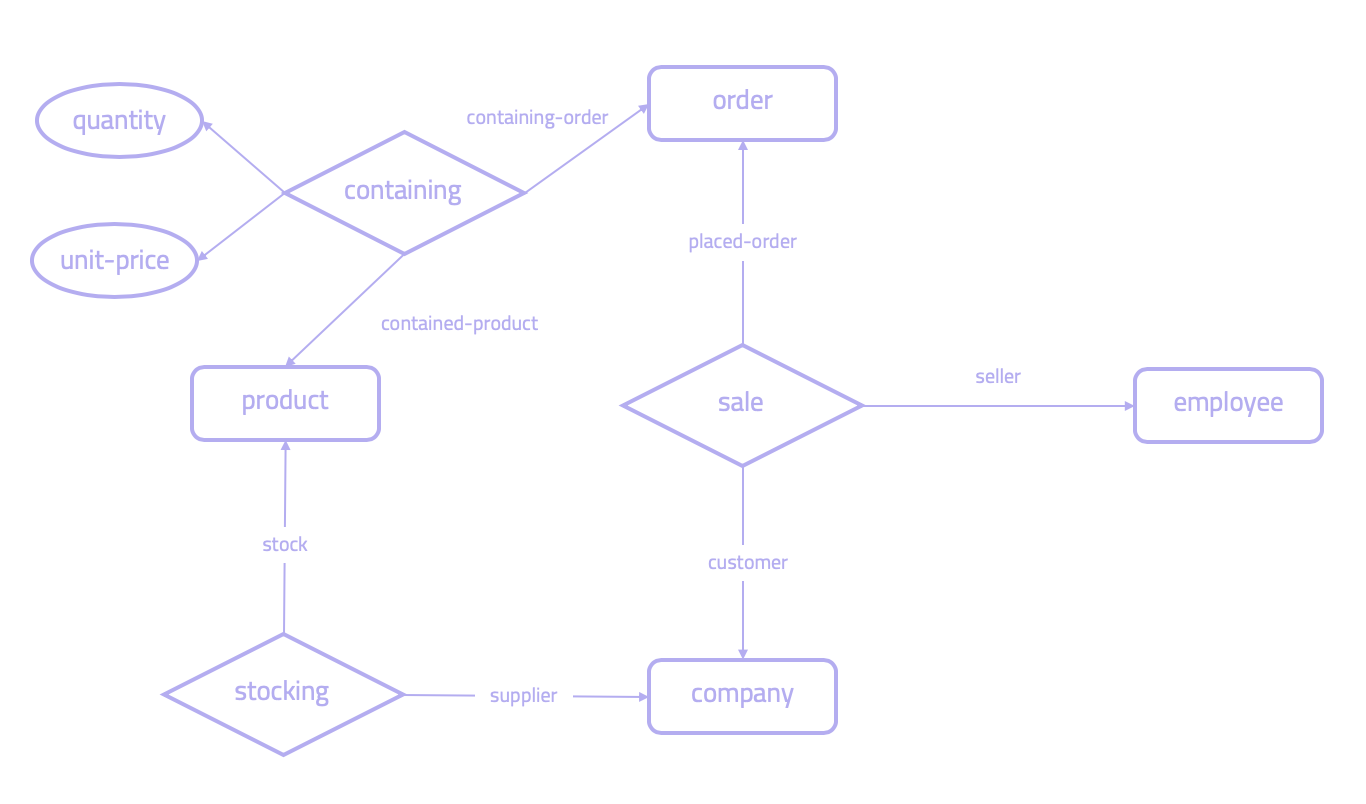 order
quantity
containing-order
containing
placed-order
unit-price
contained-product
seller
product
sale
employee
stock
customer
stocking
supplier
company